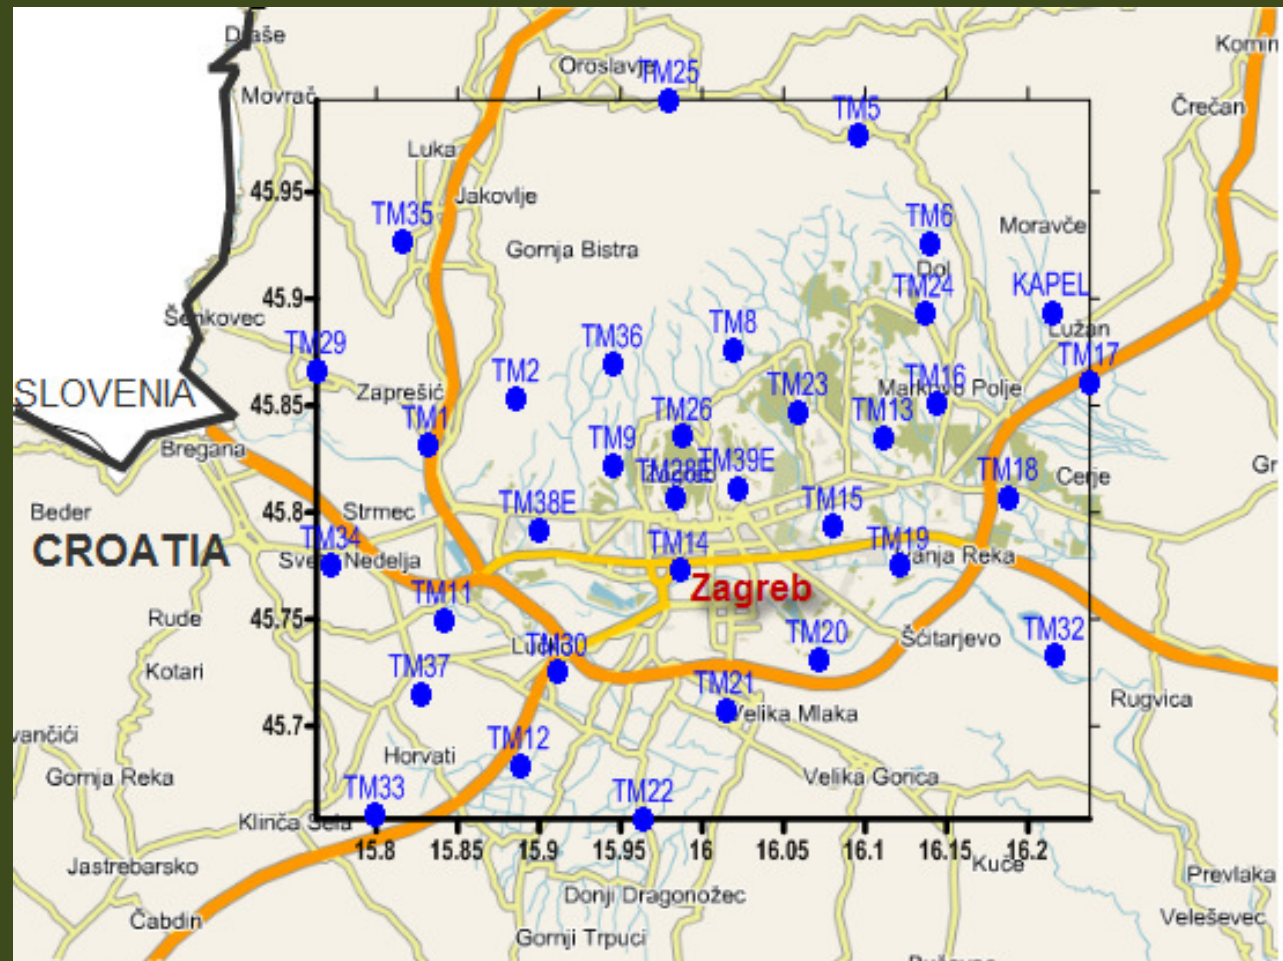 Oroslavje
TM25
Komin
Movrač
Črečan
TM5
Luka
45.95
Jakovlje
TM35
TM6
Moravče
Gornja Bistra
Dol
45.9
TM24
KAPEL
Šenkovec
TM36
TM8
Lužan
TM29
TM17
SLOVENIA
Zaprešić
TM2
TM23
Markovo Polje
TM16
45.85
TM1
TM26
TM13
Bregana
TM9
TM28E
TM39E
TM18
Cerje
Gr
45.8
Beder
Strmec
TM38E
TM15
CROATIA
TM34
Sveta Nedelja
TM14
TM19
Ivanja Reka
Zagreb
TM11
45.75
Rude
TM30
TM20
Šćitarjevo
TM32
Kotari
TM37
TM21
Rugvica
45.7
Velika Mlaka
vančići
TM12
Horvati
Gornja Reka
Velika Gorica
TM33
TM22
Klinča Sela
15.8
15.85
15.9
15.95
16
16.05
16.1
16.15
16.2
Jastrebarsko
Kuče
Prevlaka
Donji Dragonožec
Čabdin
Veleševec
Gornji Trpuci